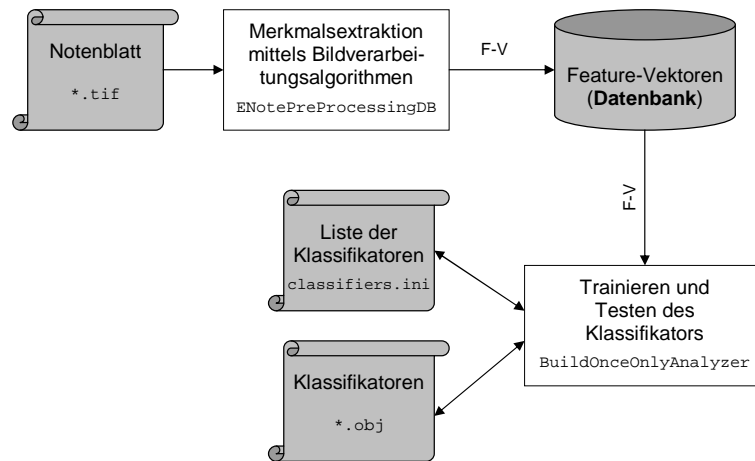 Notenblatt
*.tif
Merkmalsextraktion
mittels Bildverarbei-
tungsalgorithmen
ENotePreProcessingDB
F-V
Feature-Vektoren
(Datenbank)
F-V
Liste der
Klassifikatoren
classifiers.ini
Trainieren und
Testen des
Klassifikators
BuildOnceOnlyAnalyzer
Klassifikatoren
*.obj